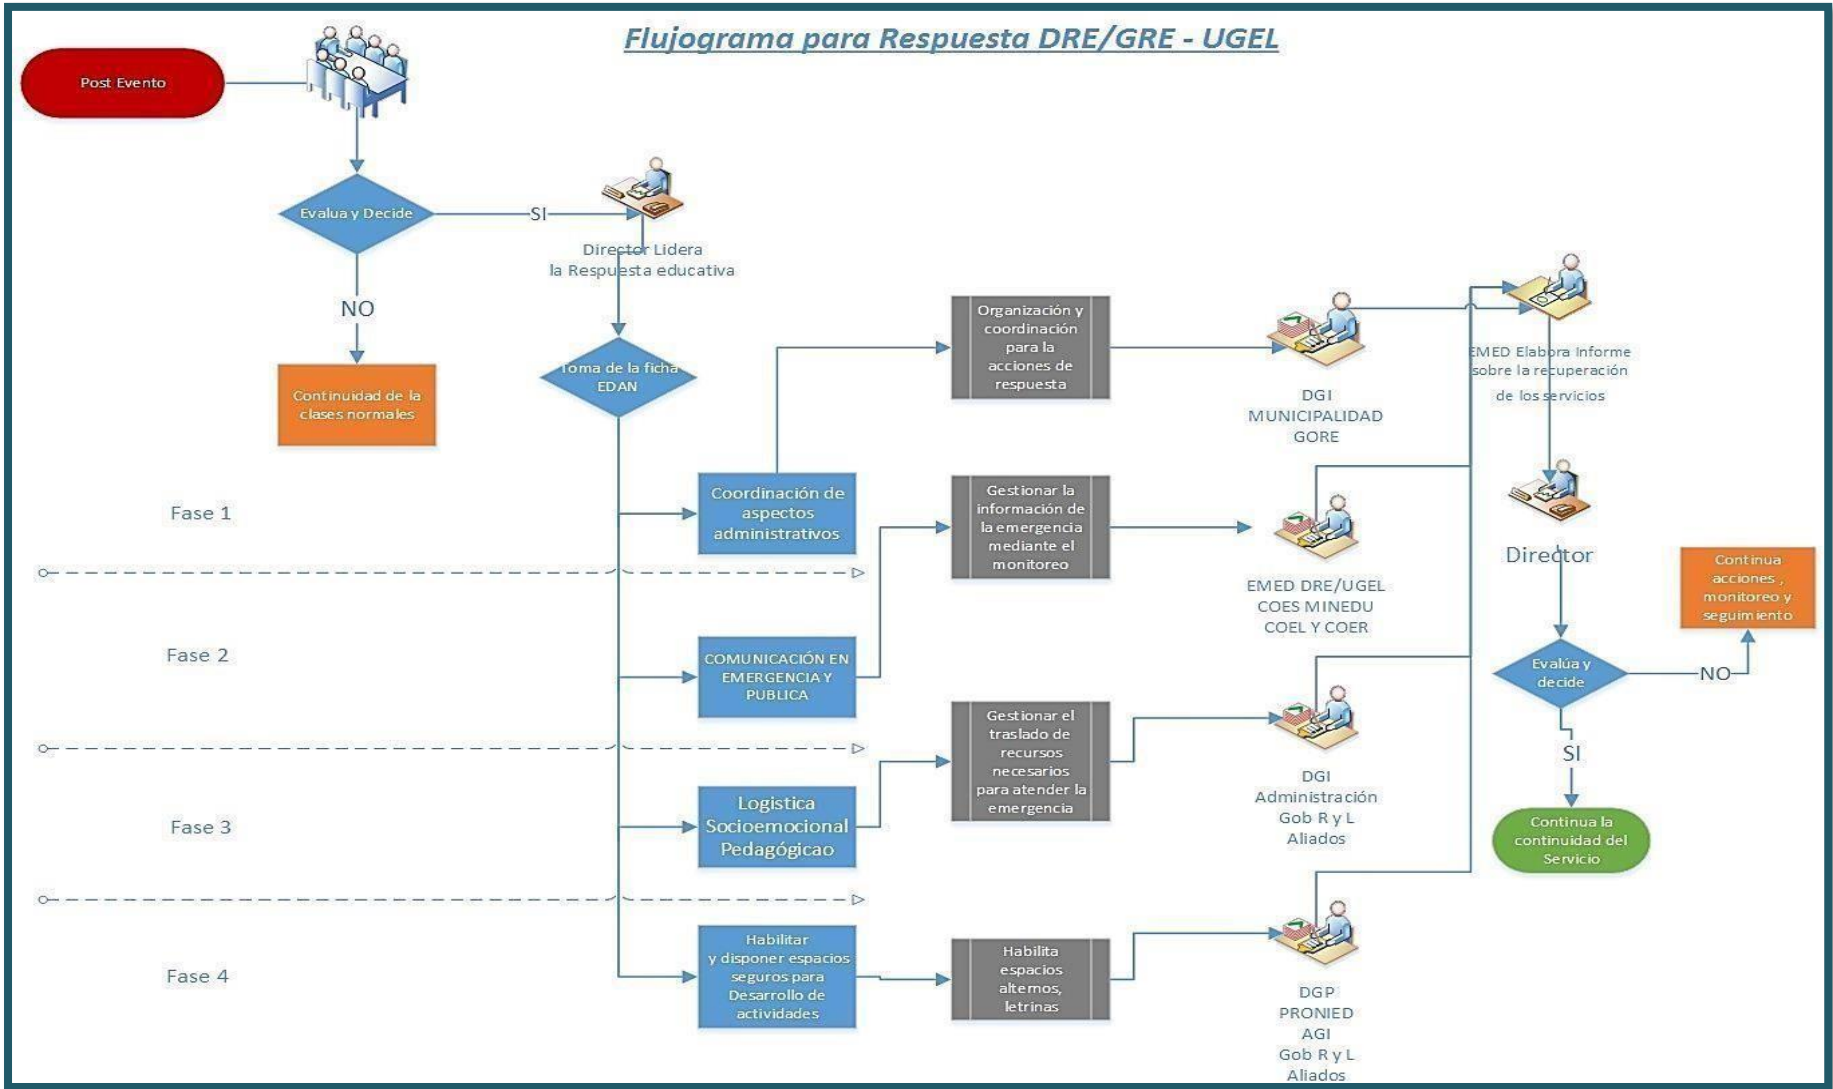 Flujograma para Respuesta DRE/GRE - UGEL
Post Evento
Evalua y Decide
SI
NO
Continuidad de la
clases normales
Director Lidera
la Respuesta educativa
Toma de la ficha
EDAN
Fase 1
Coordinación de
aspectos
administrativos
Organización y
coordinación
para la
acciones de
respuesta
DGI
MUNICIPALIDAD
GORE
Fase 2
COMUNICACIÓN EN
EMERGENCIA Y
PUBLICA
Gestionar la
información de
la emergencia
mediante el
monitoreo
EMED DRE/UGEL
COES MINEDU
COEL Y COER
Fase 3
Logistica
Socioemocional
Pedagógicao
Gestionar el
traslado de
recursos
necesarios
para atender la
emergencia
DGI
Administración
Gob R y L
Aliados
Fase 4
Habilitar
y disponer espacios
seguros para
Desarrollo de
actividades
Habilita
espacios
alternos,
letrinas
DGP
PRONIED
AGI
Gob R y L
Aliados
EMED Elabora Informe
sobre la recuperación
de los servicios
Director
Evalúa y
decide
NO
Continua
acciones ,
monitoreo y
seguimiento
SI
Continua la
continuidad del
Servicio